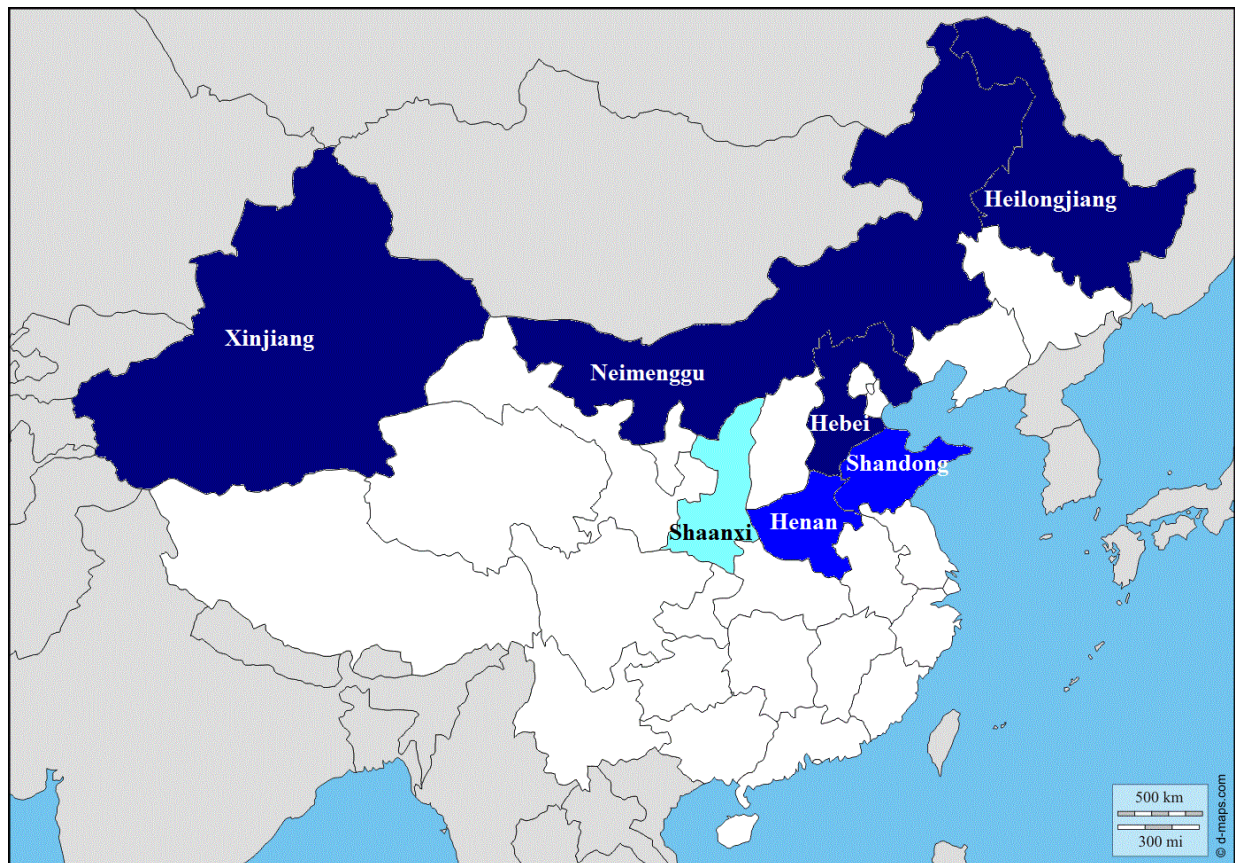 Heilongjiang
Xinjiang
Neimenggu
Hebei
Shandong
Henan
Shaanxi
500 km
300 mi
© d-maps.com